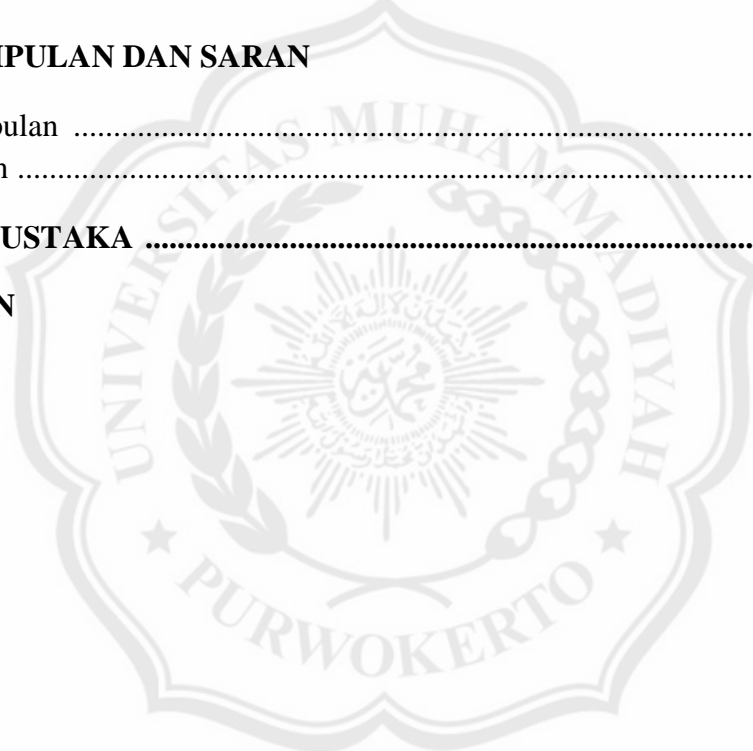 IPULAN DAN SARAN
pulan ....................................................................................
n ...........................................................................................
USTAKA ............................................................................
N
UNIVERSITAS MUHAMMADIYAH
PURWOKERTO